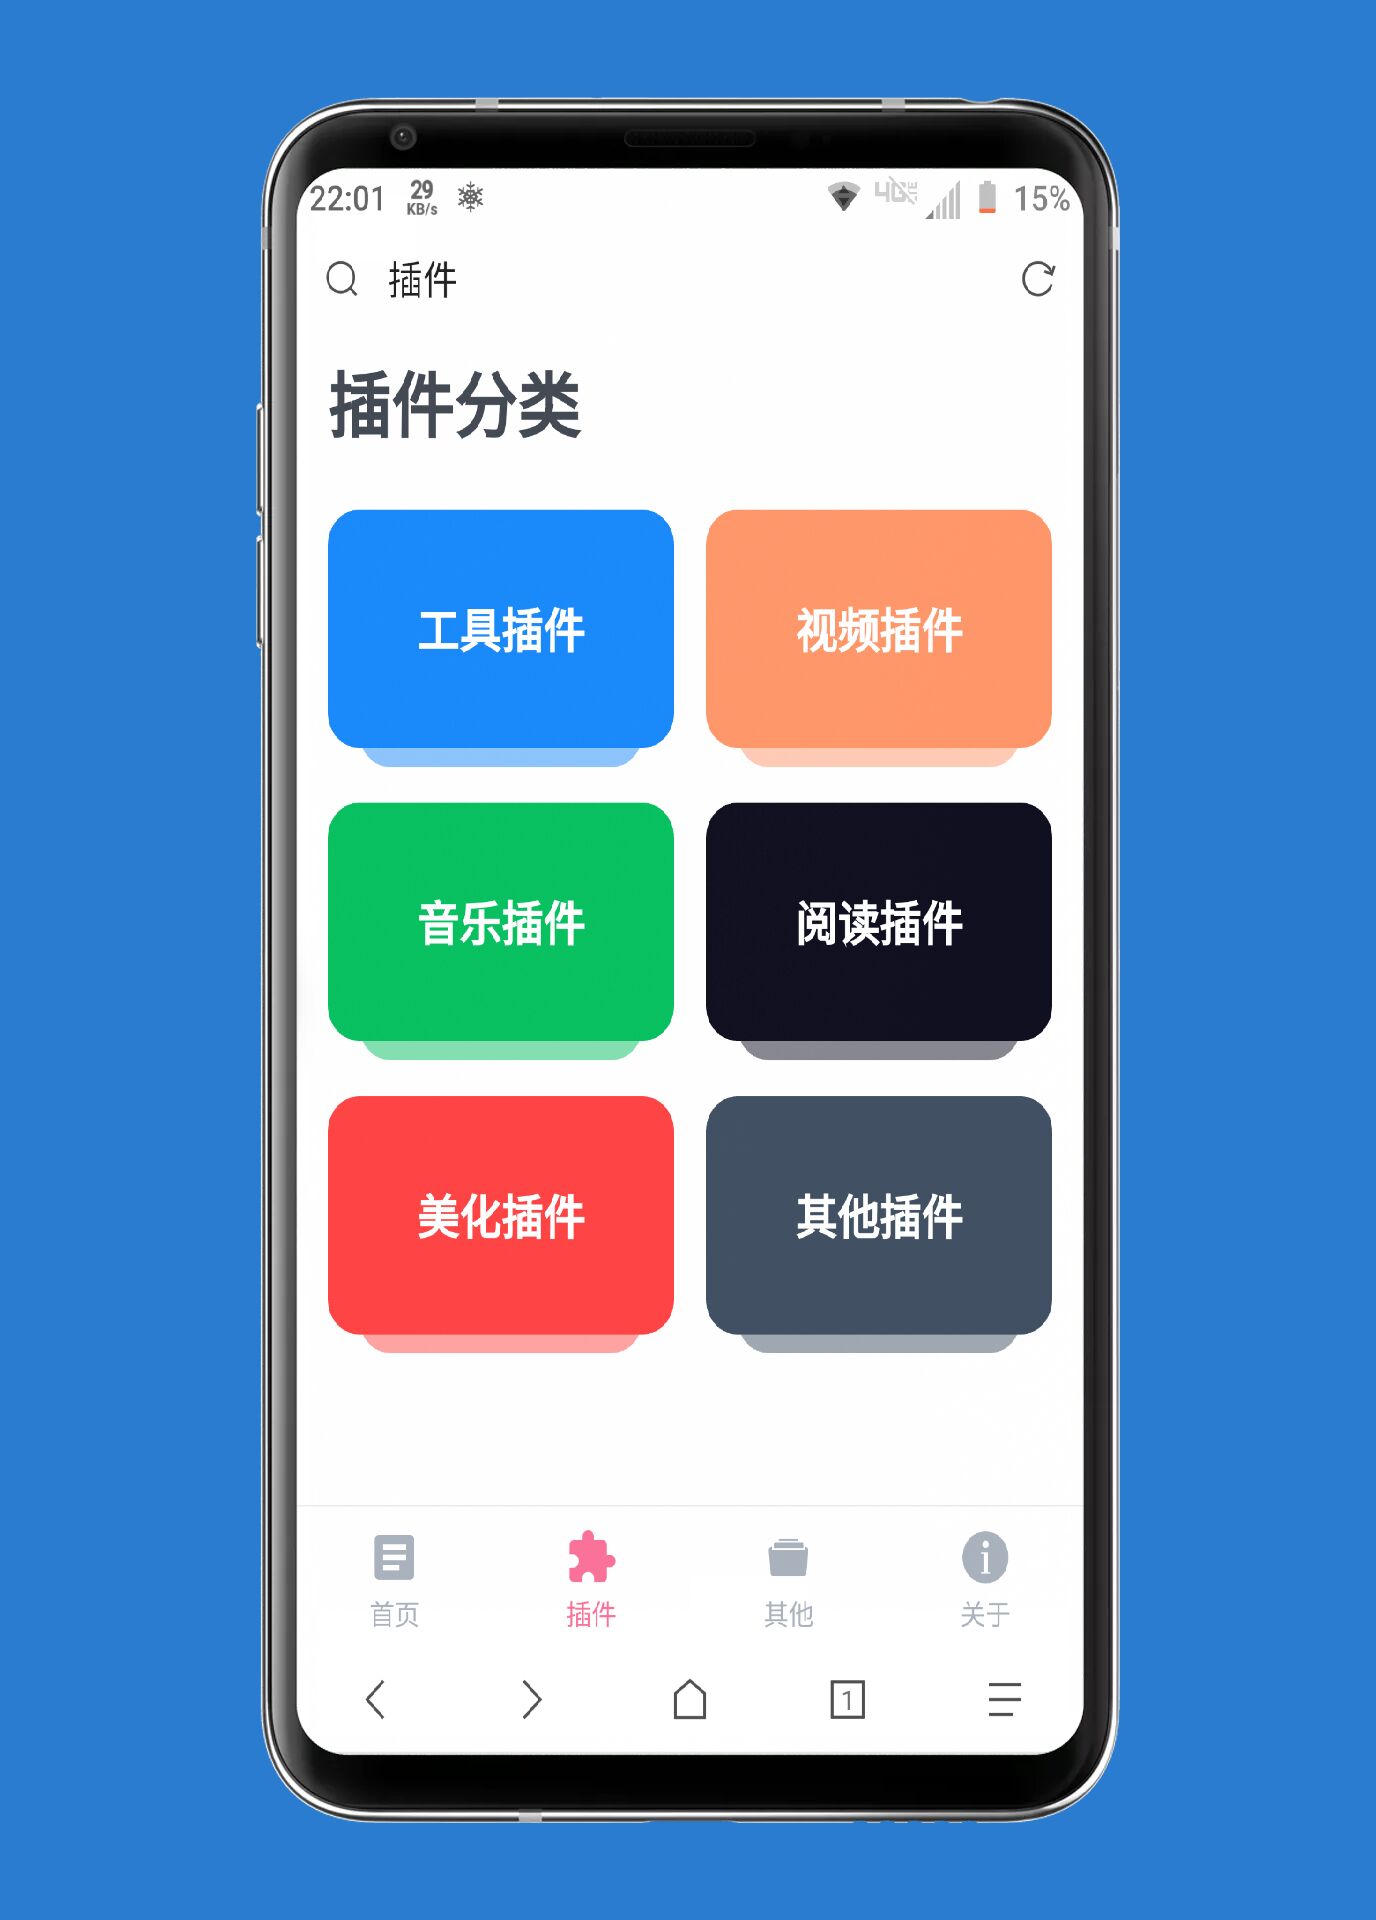 22:01 29 KB/s 4G LTE 15%
插件
插件分类
工具插件 视频插件
音乐插件 阅读插件
美化插件 其他插件
首页 插件 其他 关于
1